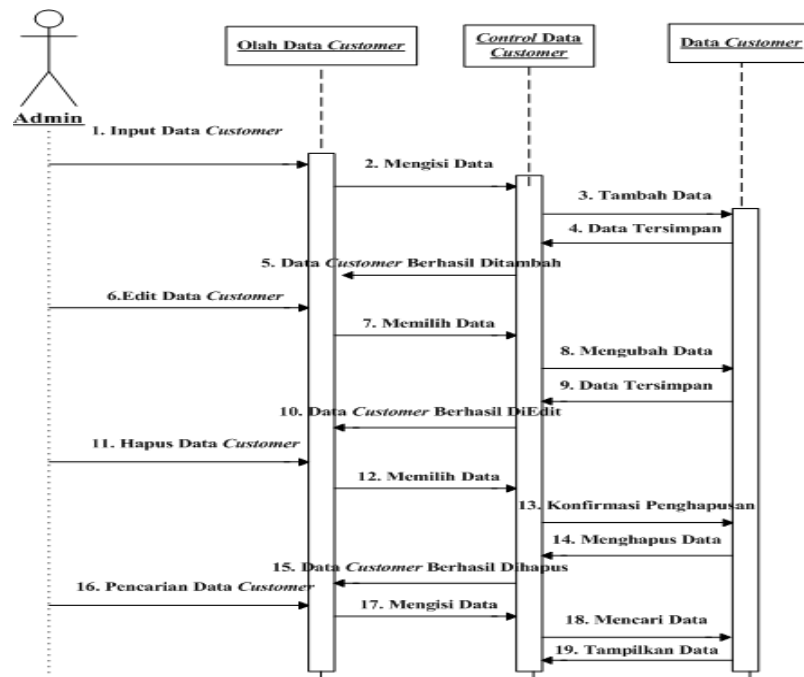 Olah Data Customer
Control Data
Customer
Data Customer
Admin
1. Input Data Customer
2. Mengisi Data
3. Tambah Data
4. Data Tersimpan
5. Data Customer Berhasil Ditambah
6.Edit Data Customer
7. Memilih Data
8. Mengubah Data
9. Data Tersimpan
10. Data Customer Berhasil DiEdit
11. Hapus Data Customer
12. Memilih Data
13. Konfirmasi Penghapusan
14. Menghapus Data
15. Data Customer Berhasil Dihapus
16. Pencarian Data Customer
17. Mengisi Data
18. Mencari Data
19. Tampilkan Data